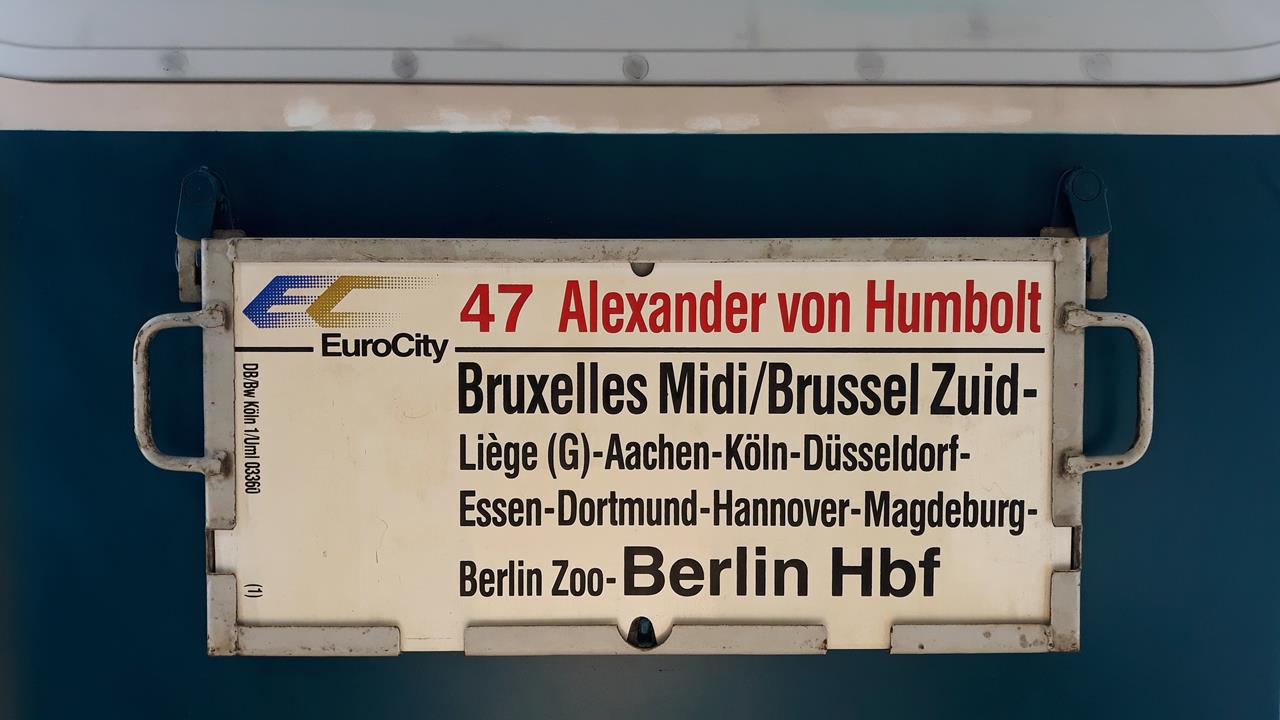 EC
EuroCity
47 Alexander von Humbolt
Bruxelles Midi/Brussel Zuid-
Liège (G)-Aachen-Köln-Düsseldorf-
Essen-Dortmund-Hannover-Magdeburg-
Berlin Zoo-Berlin Hbf
DB/Bw Köln 1/Uml 03360
(1)